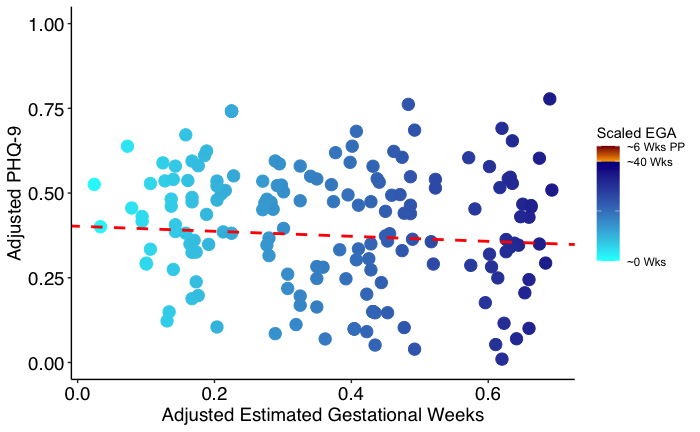 1.00
0.75
0.50
0.25
0.00
Adjusted PHQ-9
0.0
0.2
0.4
0.6
Adjusted Estimated Gestational Weeks
Scaled EGA
~6 Wks PP
~40 Wks
~0 Wks